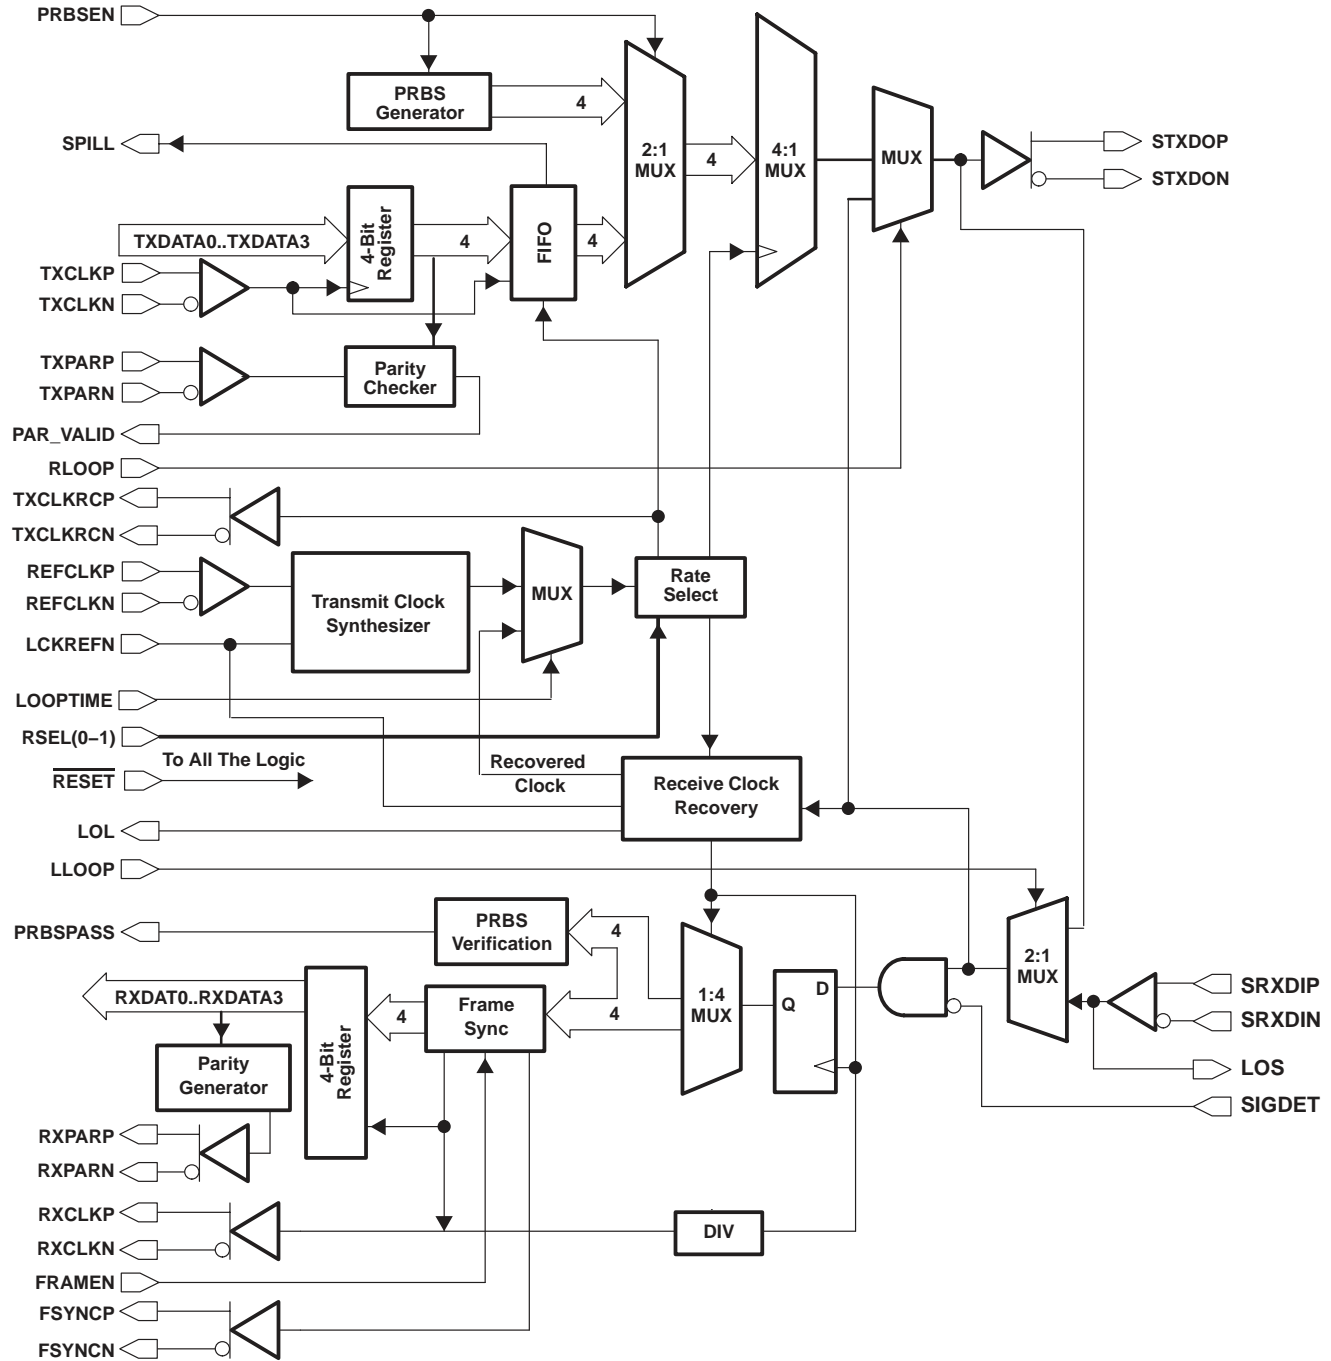 PRBSEN
PRBS
Generator
4
SPILL
2:1
MUX
4
4:1
MUX
MUX
STXDOP
STXDON
TXDATA0..TXDATA3
4-Bit
Register
4
FIFO
4
TXCLKP
TXCLKN
TXPARP
TXPARN
Parity
Checker
PAR_VALID
RLOOP
TXCLKRCP
TXCLKRCN
REFCLKP
REFCLKN
Transmit Clock
Synthesizer
MUX
Rate
Select
LCKREFN
LOOPTIME
RSEL(0–1)
To All The Logic
RESET
Recovered
Clock
Receive Clock
Recovery
LOL
LLOOP
PRBSPASS
PRBS
Verification
4
2:1
MUX
RXDAT0..RXDATA3
4-Bit
Register
4
Frame
Sync
4
1:4
MUX
Q
D
SRXDIP
SRXDIN
LOS
SIGDET
Parity
Generator
RXPARP
RXPARN
RXCLKP
RXCLKN
DIV
FRAMEN
FSYNCP
FSYNCN